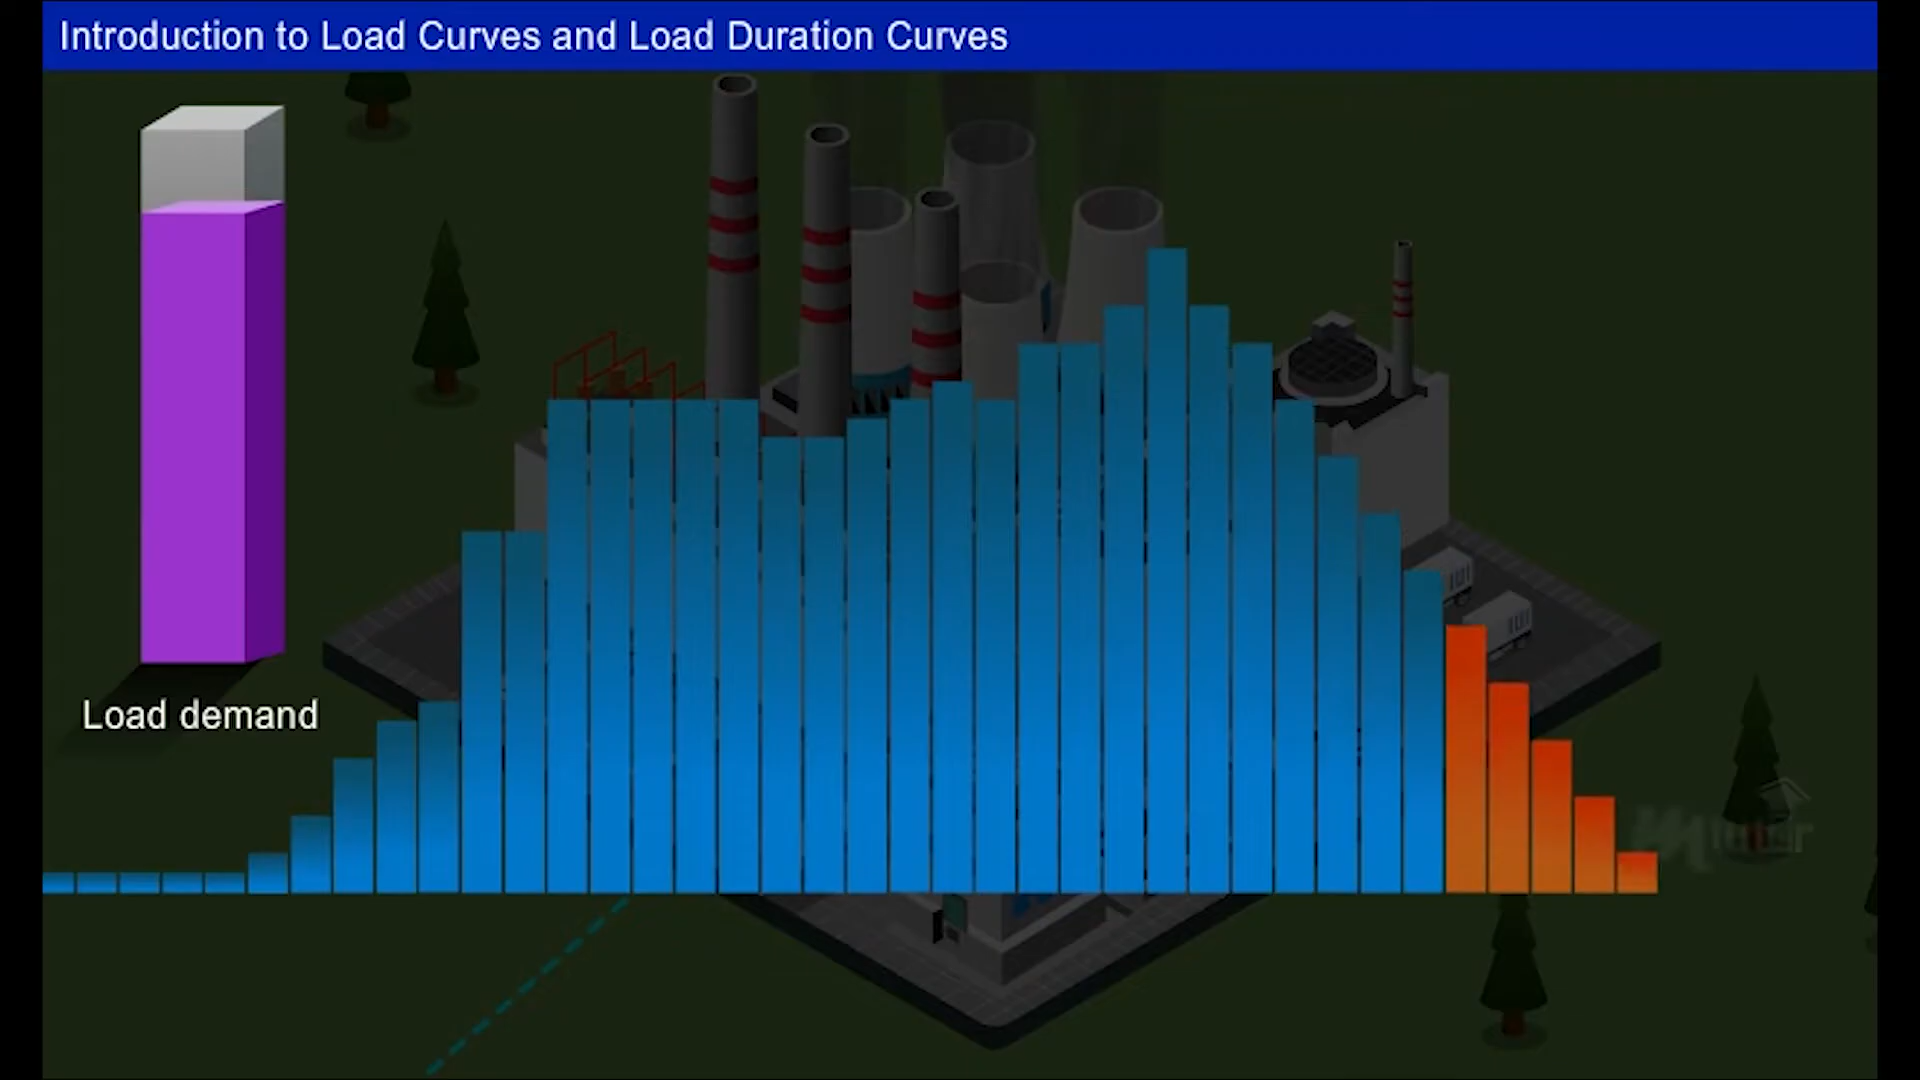 Introduction to Load Curves and Load Duration Curves
Load demand